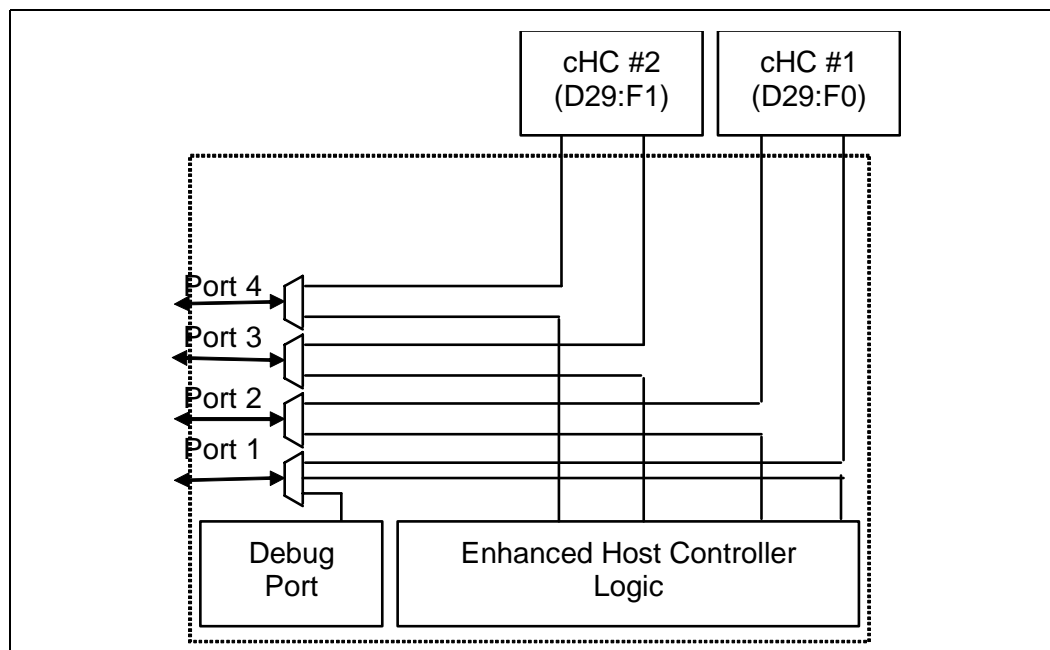 cHC #2
(D29:F1)
cHC #1
(D29:F0)
Port 4
Port 3
Port 2
Port 1
Debug
Port
Enhanced Host Controller
Logic